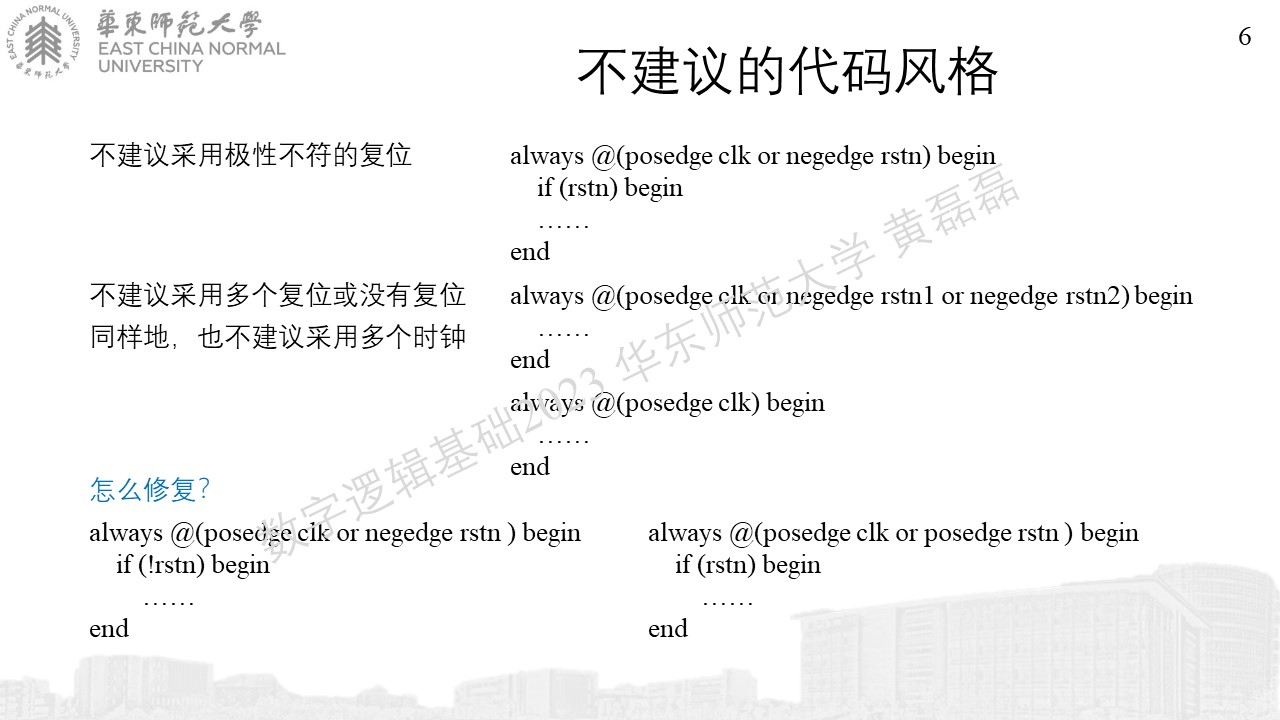 華東師范大學
EAST CHINA NORMAL
UNIVERSITY
EAST CHINA NORMAL UNIVERSITY
華東師范大學
6
不建议的代码风格
不建议采用极性不符的复位
always @(posedge clk or negedge rstn) begin
if (rstn) begin
……
end
不建议采用多个复位或没有复位
同样地，也不建议采用多个时钟
always @(posedge clk or negedge rstn1 or negedge rstn2) begin
……
end
always @(posedge clk) begin
……
end
怎么修复？
always @(posedge clk or negedge rstn ) begin
if (!rstn) begin
……
end
always @(posedge clk or posedge rstn ) begin
if (rstn) begin
……
end
数字逻辑基础2023 华东师范大学 黄磊磊